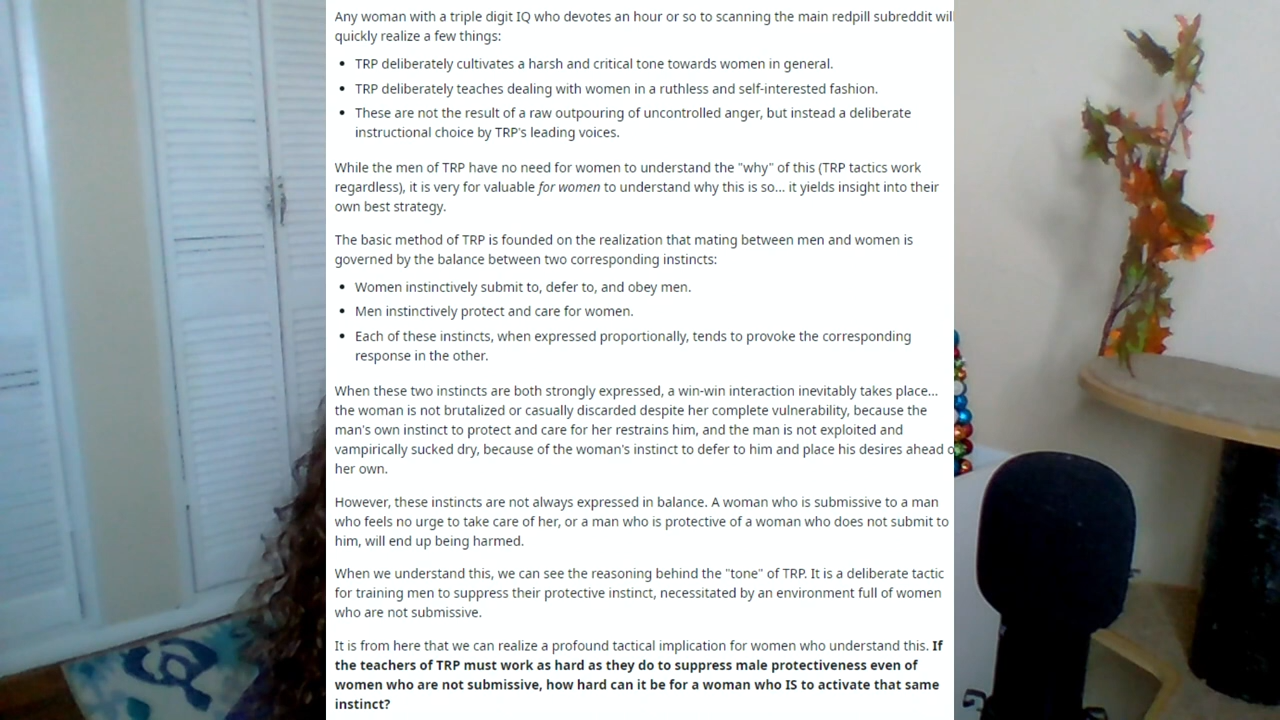 Any woman with a triple digit IQ who devotes an hour or so to scanning the main redpill subreddit will
quickly realize a few things:
TRP deliberately cultivates a harsh and critical tone towards women in general.
TRP deliberately teaches dealing with women in a ruthless and self-interested fashion.
These are not the result of a raw outpouring of uncontrolled anger, but instead a deliberate
instructional choice by TRP's leading voices.
While the men of TRP have no need for women to understand the "why" of this (TRP tactics work
regardless), it is very for valuable for women to understand why this is so... it yields insight into their
own best strategy.
The basic method of TRP is founded on the realization that mating between men and women is
governed by the balance between two corresponding instincts:
Women instinctively submit to, defer to, and obey men.
Men instinctively protect and care for women.
Each of these instincts, when expressed proportionally, tends to provoke the corresponding
response in the other.
When these two instincts are both strongly expressed, a win-win interaction inevitably takes place...
the woman is not brutalized or casually discarded despite her complete vulnerability, because the
man's own instinct to protect and care for her restrains him, and the man is not exploited and
vampirically sucked dry, because of the woman's instinct to defer to him and place his desires ahead o
her own.
However, these instincts are not always expressed in balance. A woman who is submissive to a man
who feels no urge to take care of her, or a man who is protective of a woman who does not submit to
him, will end up being harmed.
When we understand this, we can see the reasoning behind the "tone" of TRP. It is a deliberate tactic
for training men to suppress their protective instinct, necessitated by an environment full of women
who are not submissive.
It is from here that we can realize a profound tactical implication for women who understand this. If
the teachers of TRP must work as hard as they do to suppress male protectiveness even of
women who are not submissive, how hard can it be for a woman who IS to activate that same
instinct?